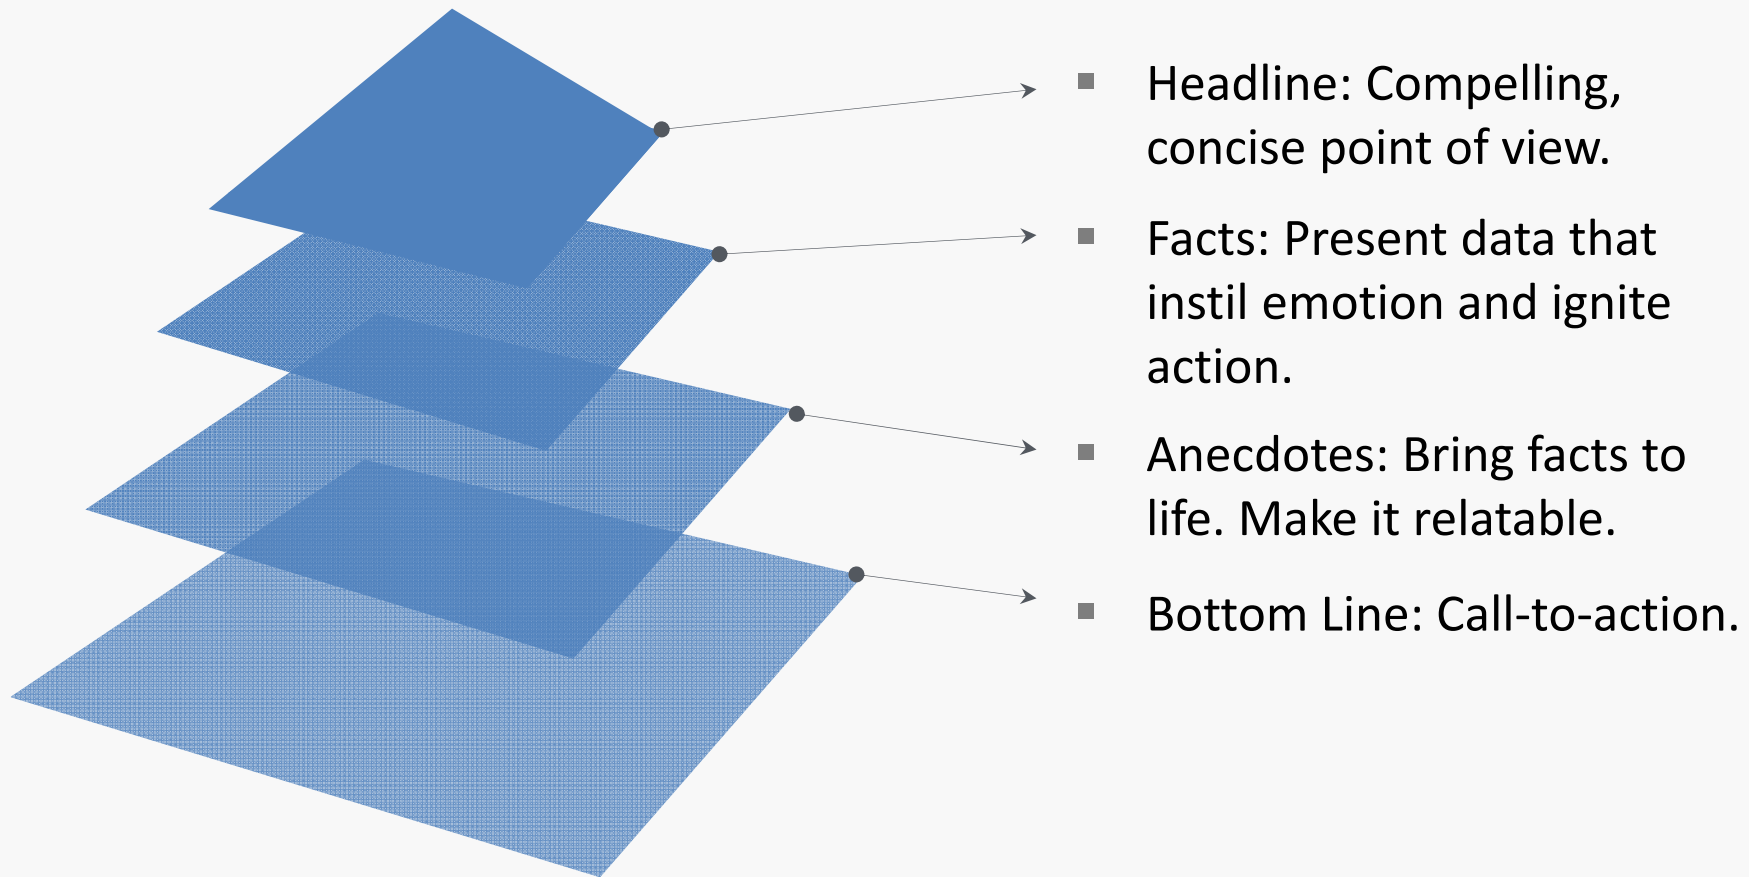 Headline: Compelling,
concise point of view.
Facts: Present data that
instil emotion and ignite
action.
Anecdotes: Bring facts to
life. Make it relatable.
Bottom Line: Call-to-action.